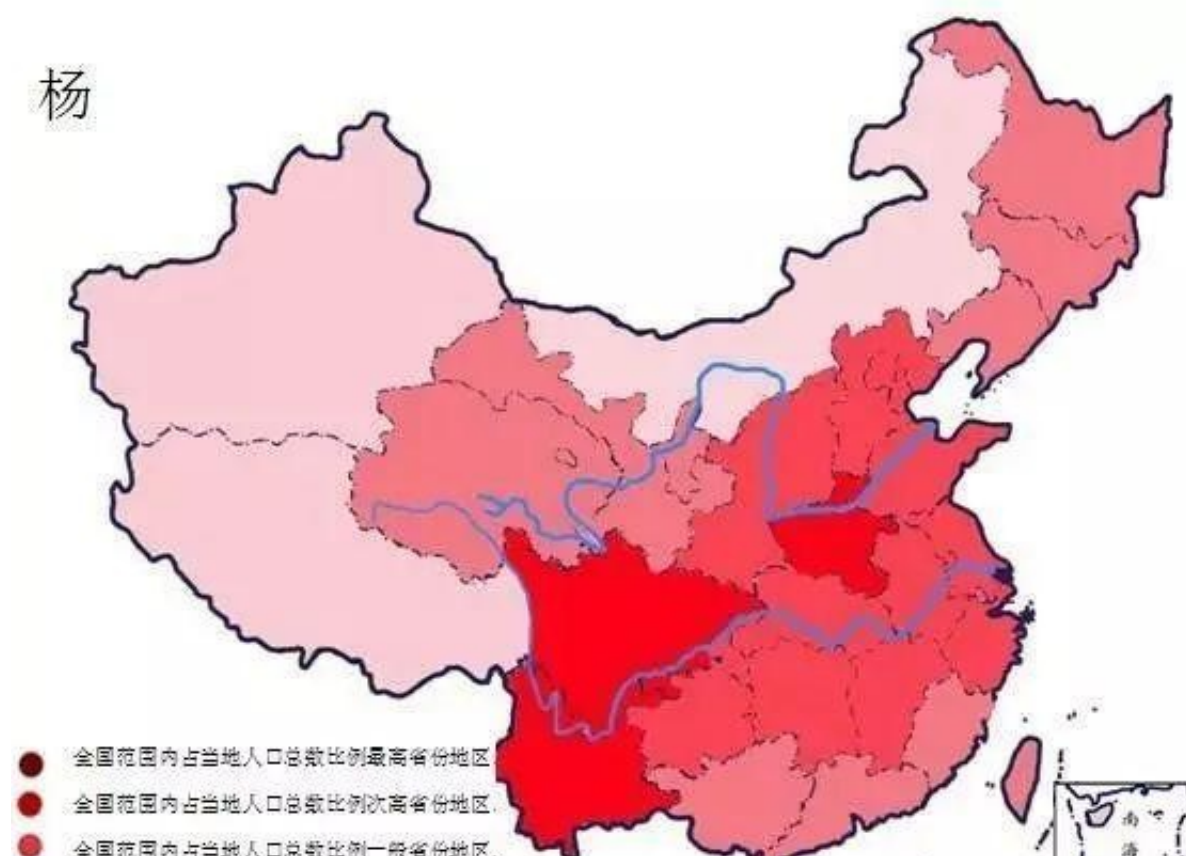 杨
全国范围内占当地人口总数比例最高省份地区
全国范围内占当地人口总数比例次高省份地区.
全国范围内占当地人口总数比例一般省份地区
南
海